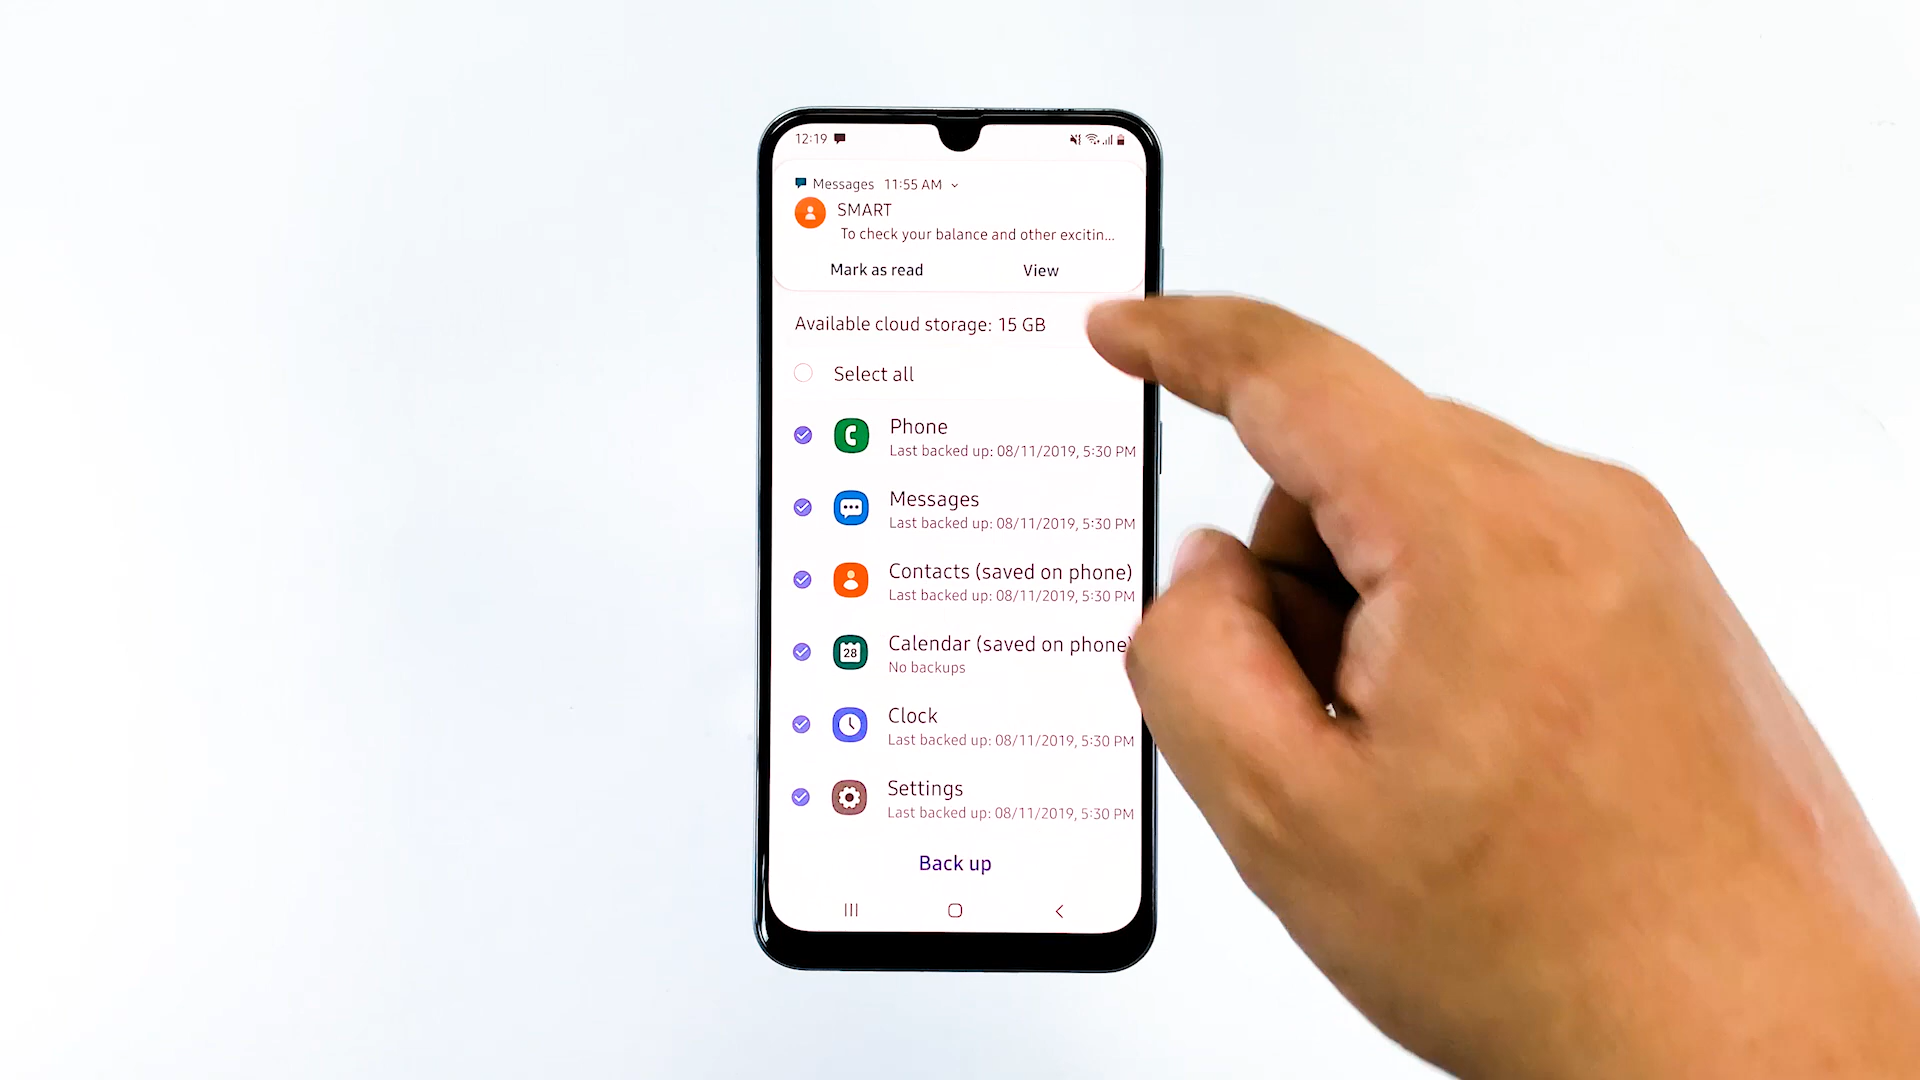 12:19
Messages 11:55 AM
SMART
To check your balance and other excitin...
Mark as read View
Available cloud storage: 15 GB
Select all
Phone
Last backed up: 08/11/2019, 5:30 PM
Messages
Last backed up: 08/11/2019, 5:30 PM
Contacts (saved on phone)
Last backed up: 08/11/2019, 5:30 PM
Calendar (saved on phone)
28
No backups
Clock
Last backed up: 08/11/2019, 5:30 PM
Settings
Last backed up: 08/11/2019, 5:30 PM
Back up